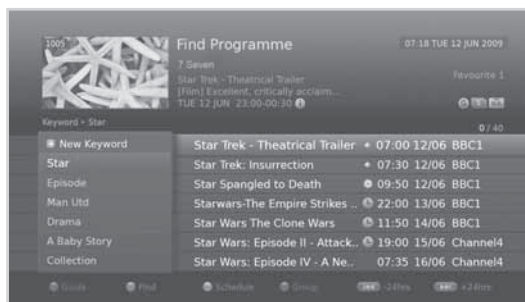 1005
Find Programme
07:18 TUE 12 JUN 2009
7 Seven
Star Trek - Theatrical Trailer
Favourite 1
[Film] Excellent, critically acclaim...
TUE 12 JUN 23:00-00:30
Keyword • Star
0 / 40
New Keyword
Star Trek - Theatrical Trailer 07:00 12/06 BBC1
Star
Star Trek: Insurrection 07:30 12/06 BBC1
Episode
Star Spangled to Death 09:50 12/06 BBC1
Man Utd
Starwars-The Empire Strikes .. 22:00 13/06 BBC1
Drama
Star Wars The Clone Wars 11:50 14/06 BBC1
A Baby Story
Star Wars: Episode II - Attack.. 19:00 15/06 Channel4
Collection
Star Wars: Episode IV - A Ne.. 07:35 16/06 Channel4
Guide Find Schedule Group -24hrs +24hrs